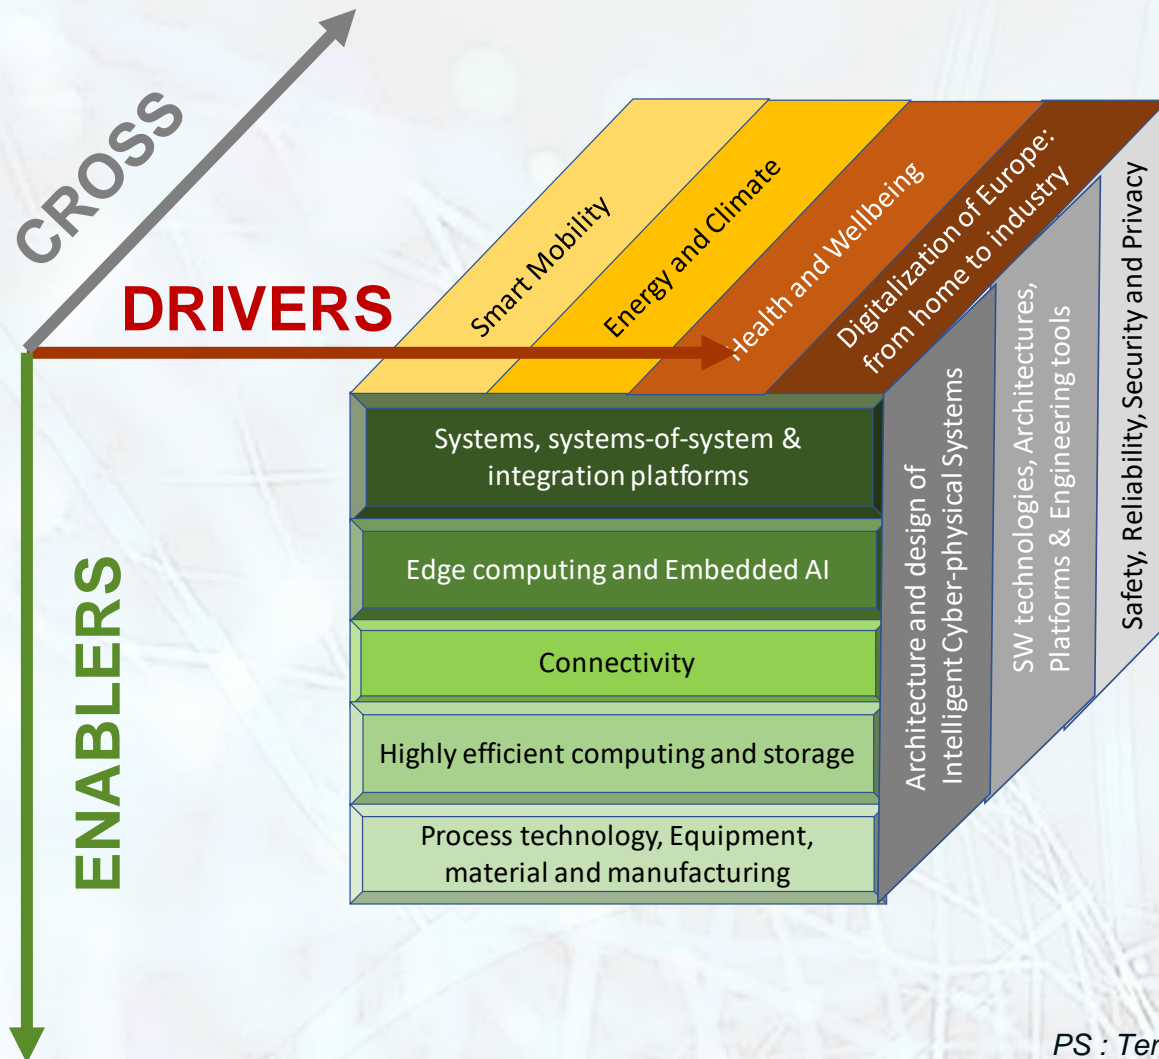 CROSS
DRIVERS
ENABLERS
Smart Mobility
Energy and Climate
Health and Wellbeing
Digitalization of Europe:
from home to industry
Systems, systems-of-system &
integration platforms
Edge computing and Embedded AI
Connectivity
Highly efficient computing and storage
Process technology, Equipment,
material and manufacturing
Architecture and design of
Intelligent Cyber-physical Systems
SW technologies, Architectures,
Platforms & Engineering tools
Safety, Reliability, Security and Privacy
PS :